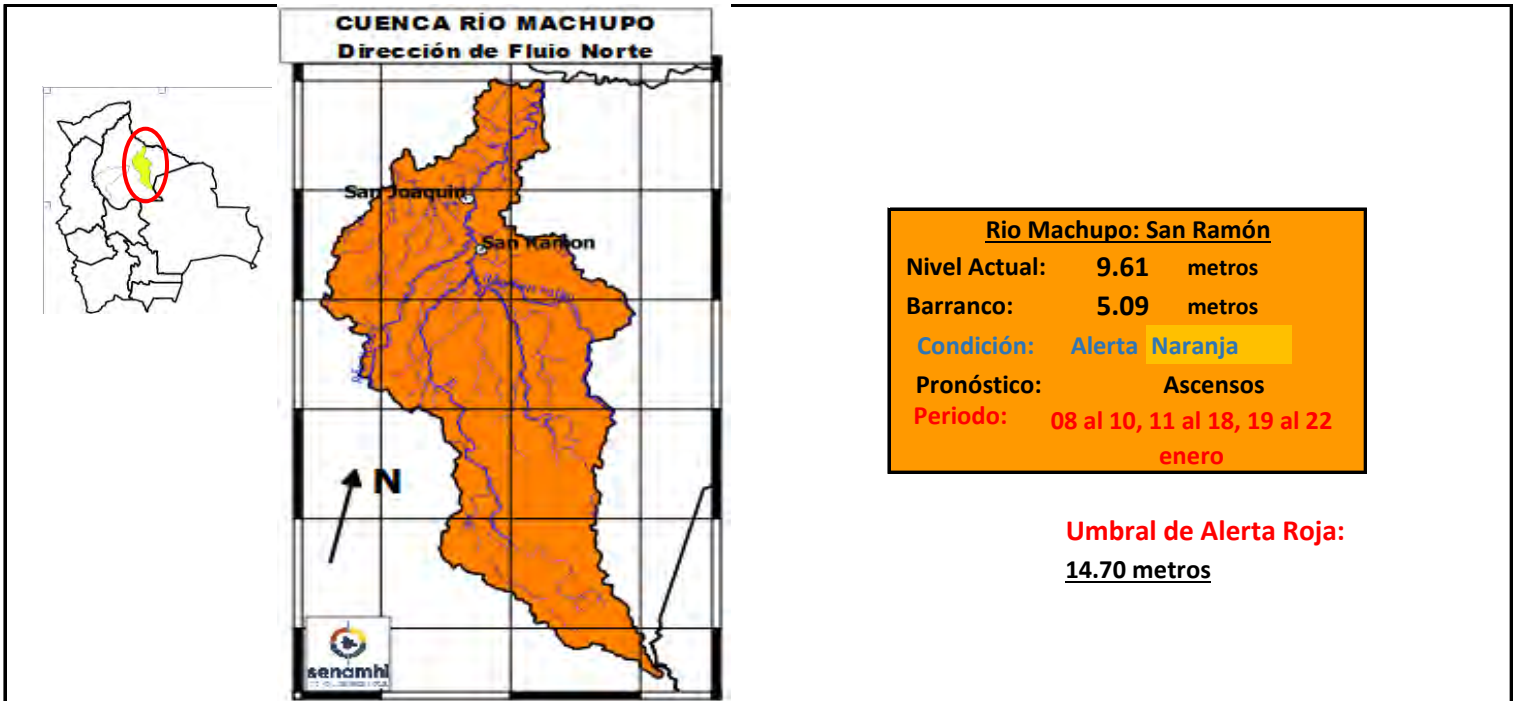 CUENCA RÍO MACHUPO
Dirección de Flujo Norte
San Joaquin
San Ramon
N
senamhi
Rio Machupo: San Ramón
Nivel Actual: 9.61 metros
Barranco: 5.09 metros
Condición: Alerta Naranja
Pronóstico: Ascensos
Periodo: 08 al 10, 11 al 18, 19 al 22
enero
Umbral de Alerta Roja:
14.70 metros